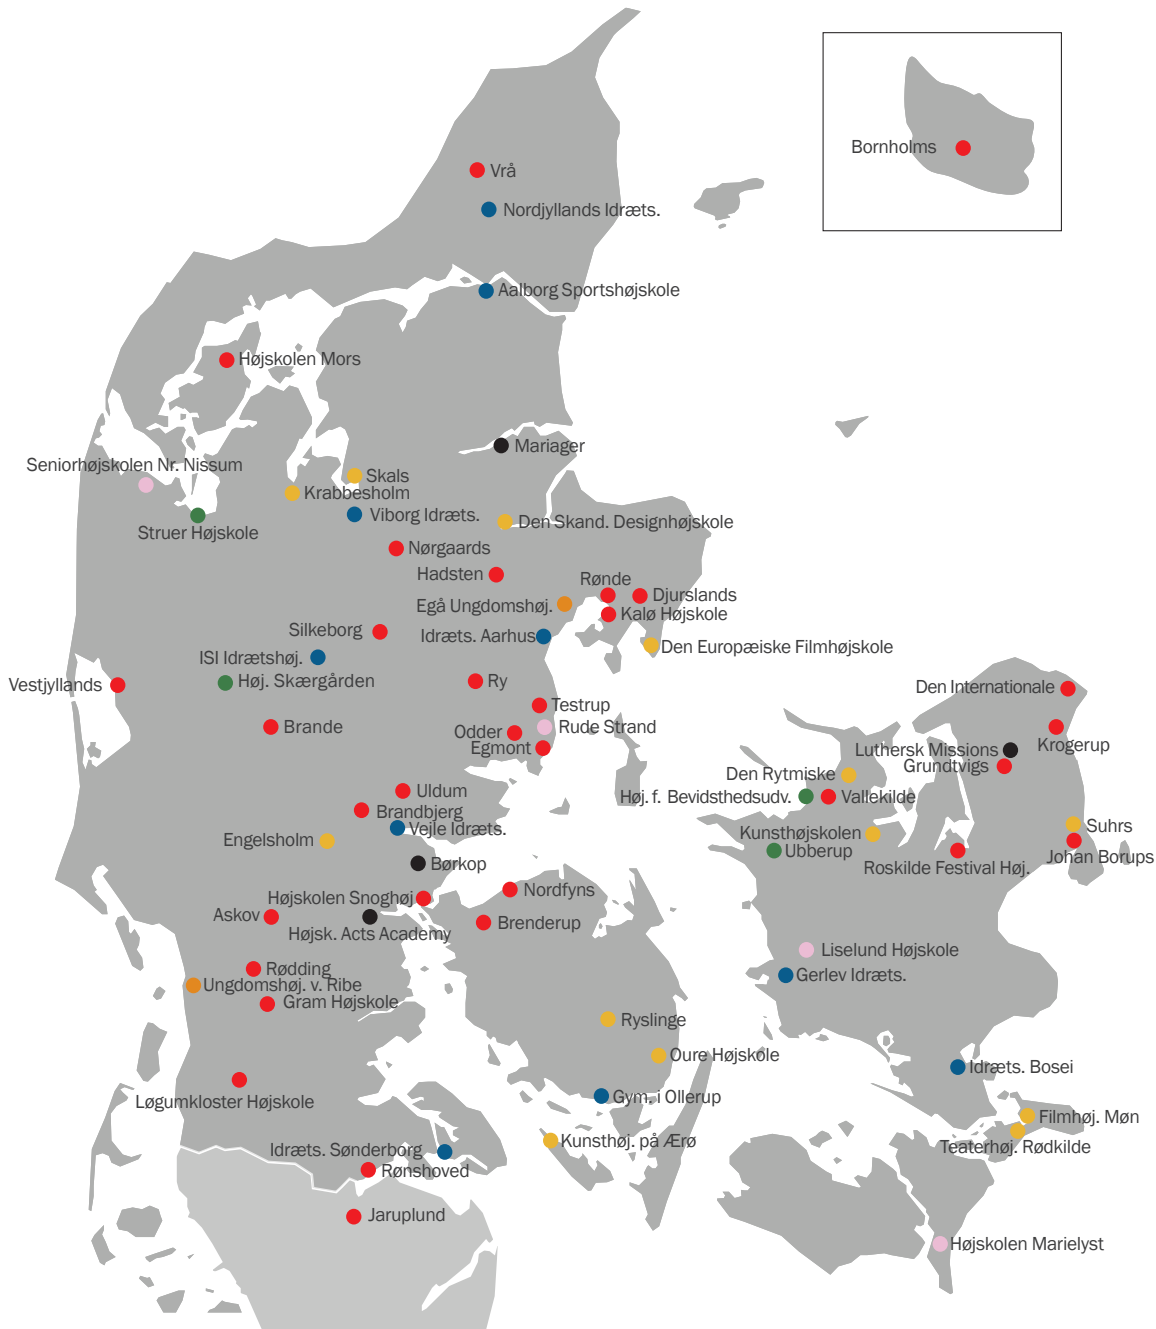 Bornholms
Vrå
Nordjyllands Idræts.
Aalborg Sportshøjskole
Højskolen Mors
Mariager
Seniorhøjskolen Nr. Nissum
Skals
Krabbesholm
Viborg Idræts.
Den Skand. Designhøjskole
Struer Højskole
Nørgaards
Hadsten
Rønde
Djurslands
Egå Ungdomshøj.
Kalø Højskole
Silkeborg
Idræts. Aarhus
Den Europæiske Filmhøjskole
ISI Idrætshøj.
Høj. Skærgården
Ry
Vestjyllands
Den Internationale
Testrup
Brande
Odder
Rude Strand
Egmont
Krogerup
Luthersk Missions
Grundtvigs
Den Rytmiske
Uldum
Høj. f. Bevidsthedsudv.
Vallekilde
Brandbjerg
Vejle Idræts.
Suhrs
Engelsholm
Kunsthøjskolen
Ubberup
Johan Borups
Børkop
Roskilde Festival Høj.
Nordfyns
Højskolen Snoghøj
Askov
Brenderup
Højsk. Acts Academy
Liselund Højskole
Rødding
Gerlev Idræts.
Ungdomshøj. v. Ribe
Gram Højskole
Ryslinge
Oure Højskole
Idræts. Bosei
Løgumkloster Højskole
Gym. i Ollerup
Filmhøj. Møn
Kunsthøj. på Ærø
Teaterhøj. Rødkilde
Idræts. Sønderborg
Rønshoved
Jaruplund
Højskolen Marielyst